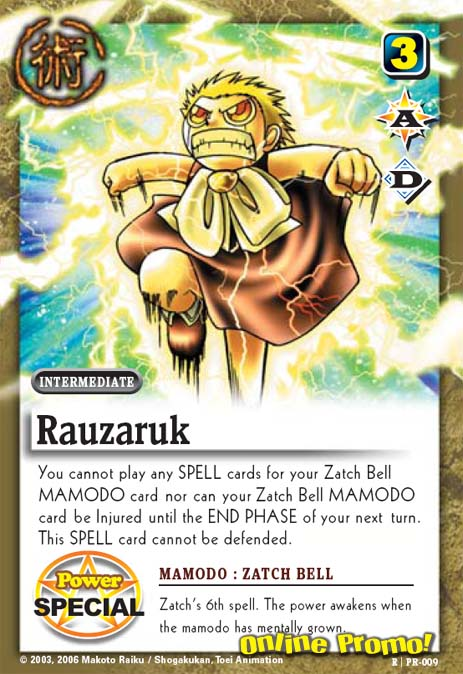 術
3
A
D
INTERMEDIATE
Rauzaruk
You cannot play any SPELL cards for your Zatch Bell
MAMODO card nor can your Zatch Bell MAMODO
card be Injured until the END PHASE of your next turn.
This SPELL card cannot be defended.
Power
SPECIAL
MAMODO : ZATCH BELL
Zatch's 6th spell. The power awakens when
the mamodo has mentally grown.
Online Promo!
© 2003, 2006 Makoto Raiku / Shogakukan, Toei Animation
R | PR-009